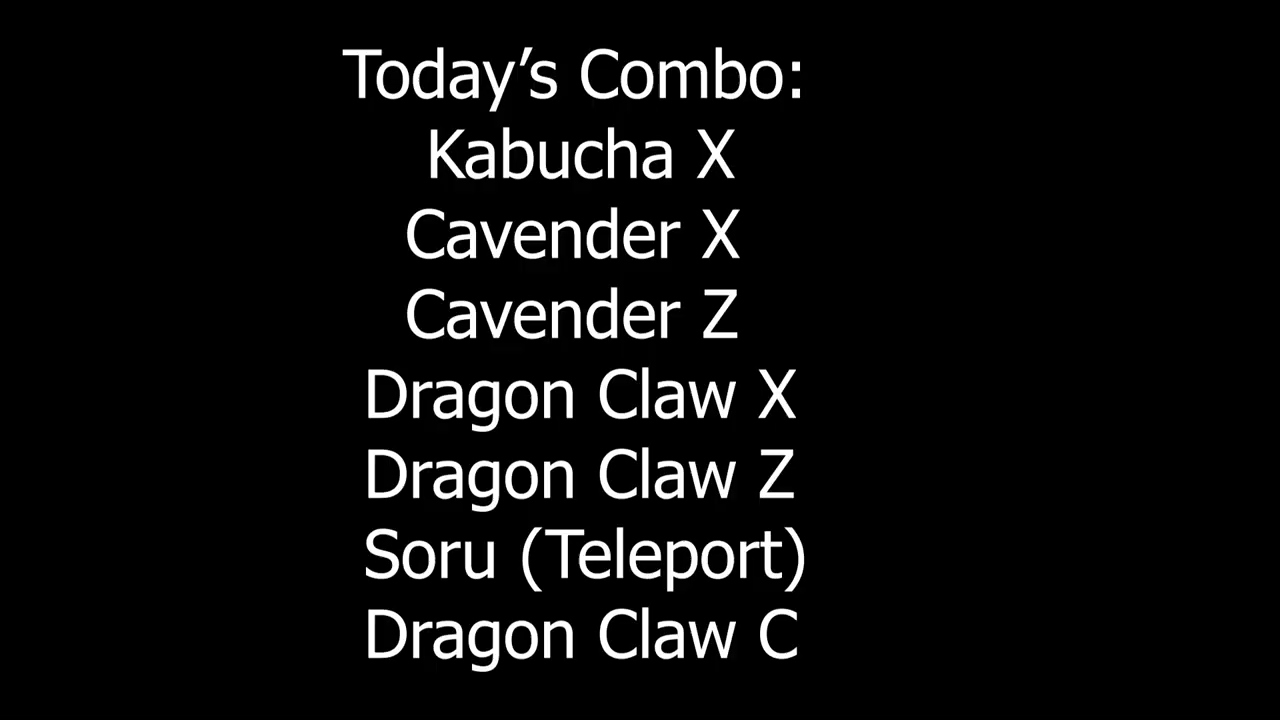 Today’s Combo:
Kabucha X
Cavender X
Cavender Z
Dragon Claw X
Dragon Claw Z
Soru (Teleport)
Dragon Claw C